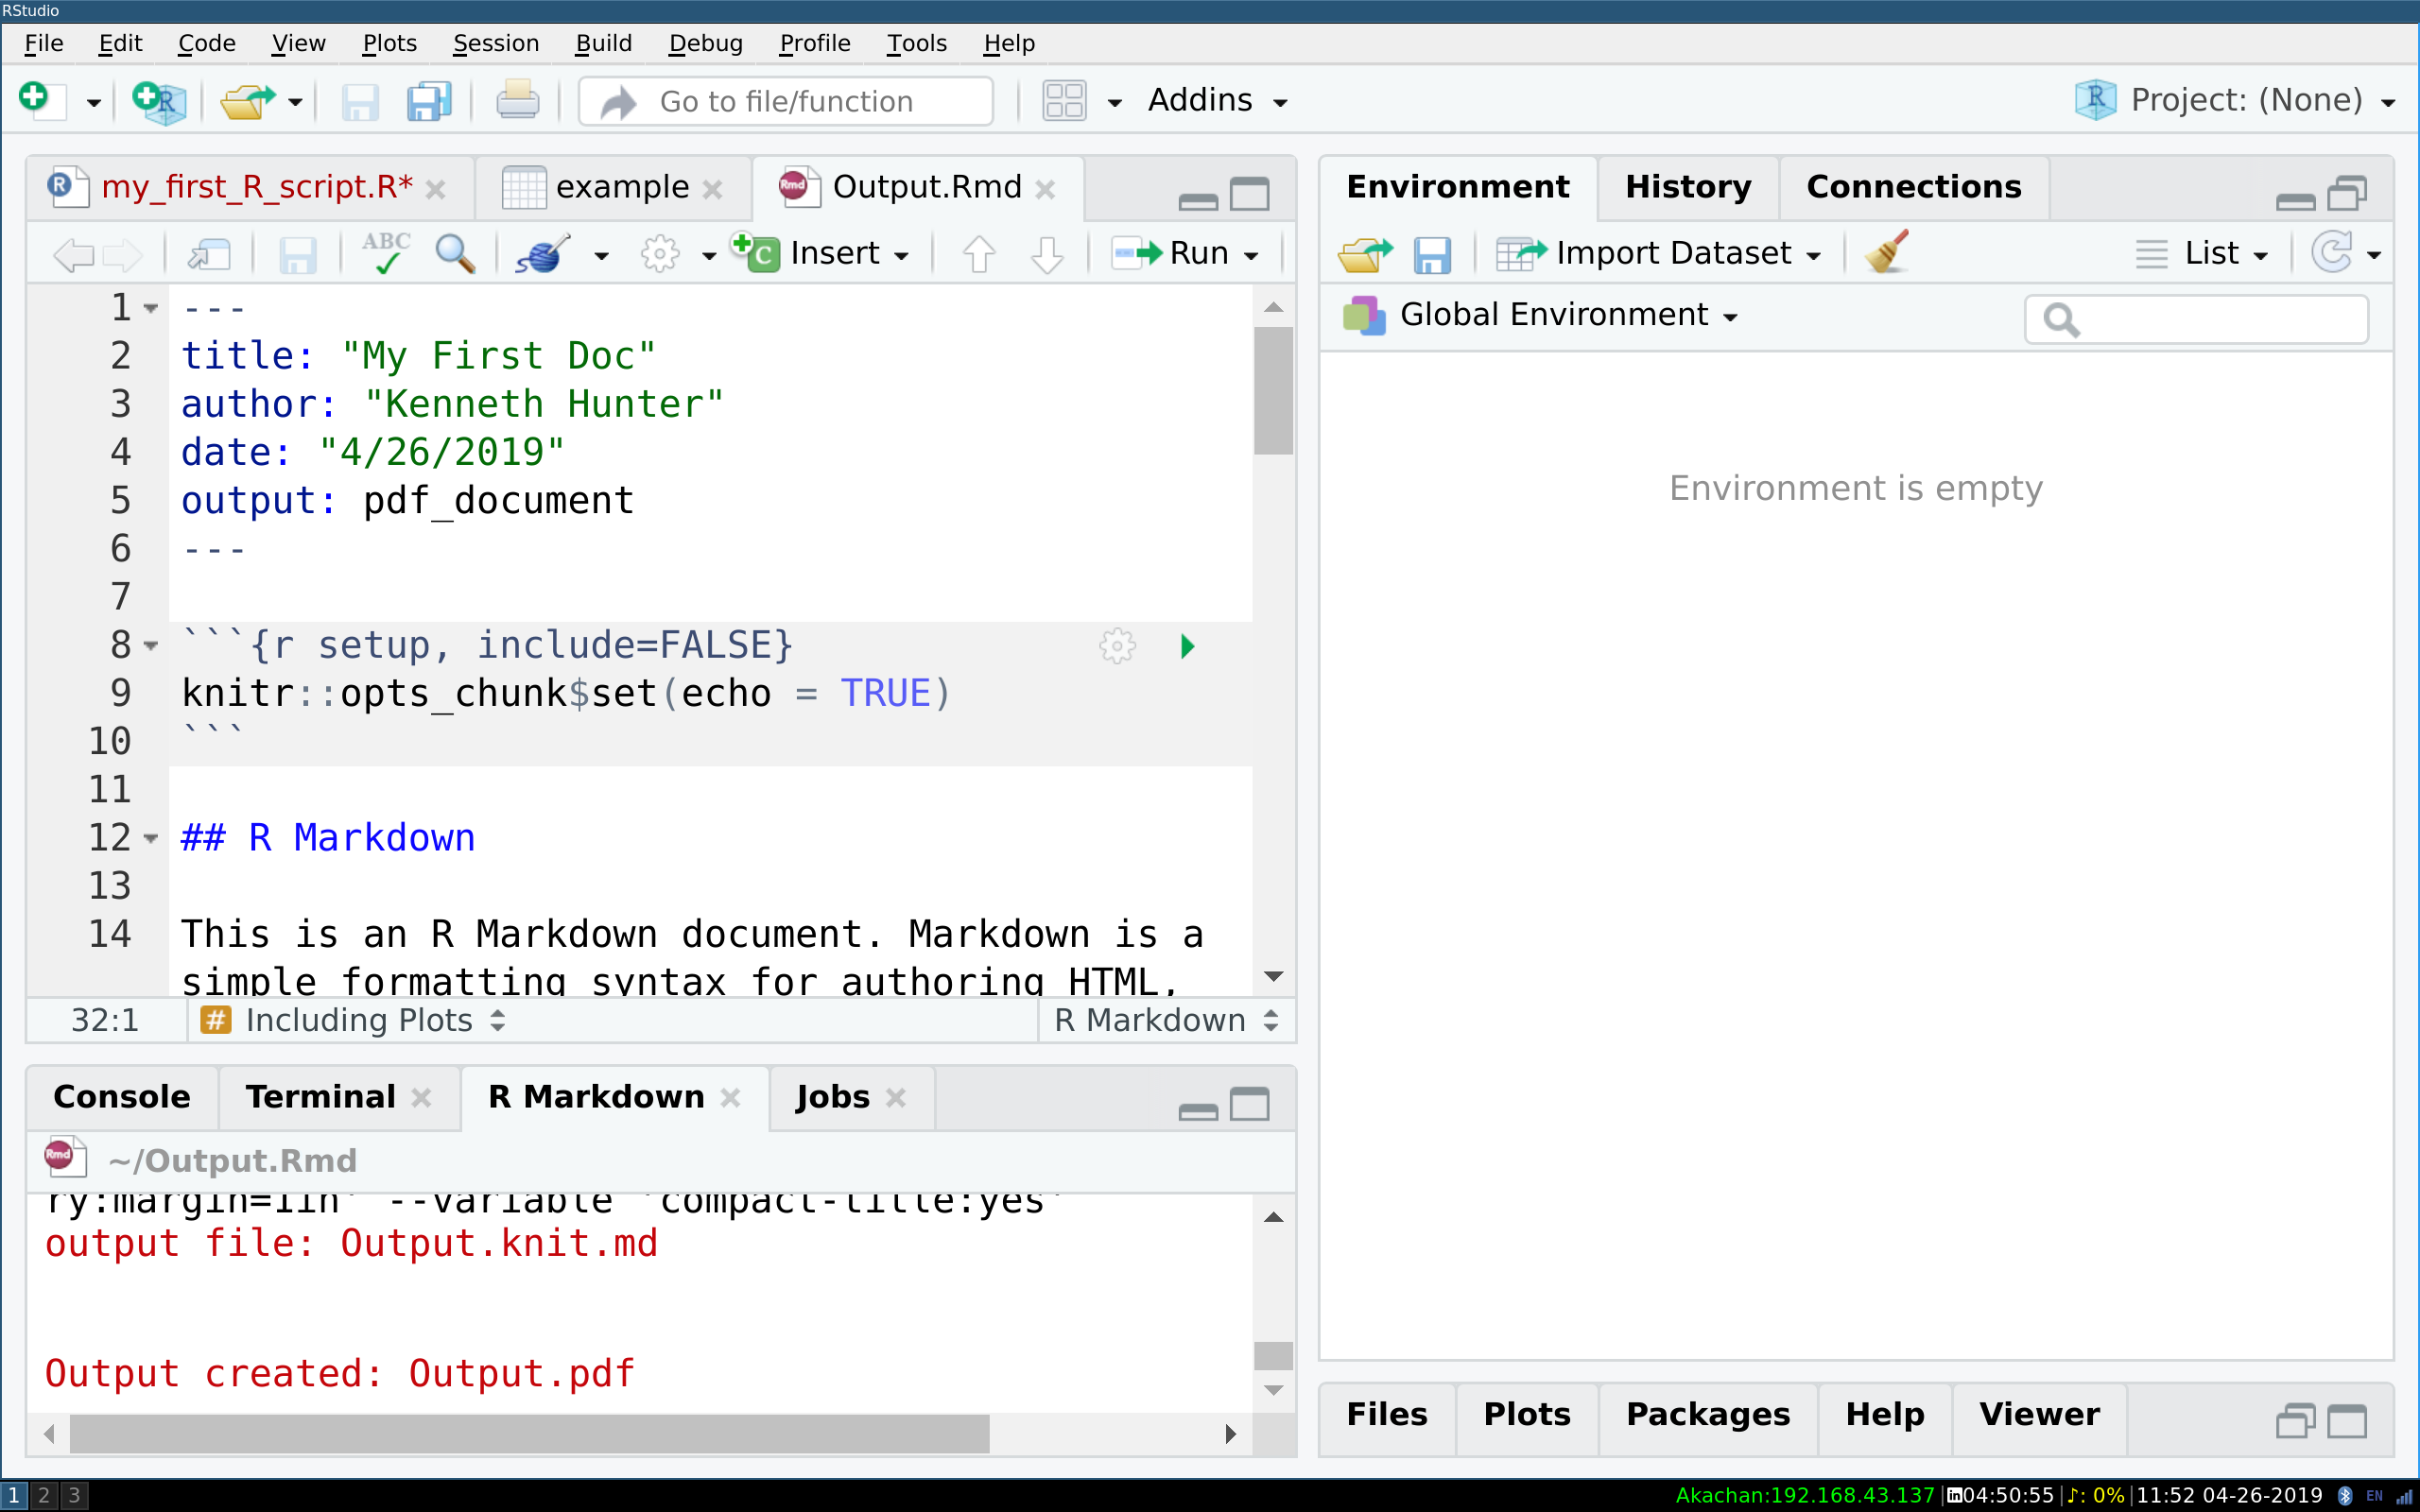 RStudio
File Edit Code View Plots Session Build Debug Profile Tools Help
Go to file/function Addins Project: (None)
my_first_R_script.R* example Output.Rmd
ABC Insert Run
1 ---
2 title: "My First Doc"
3 author: "Kenneth Hunter"
4 date: "4/26/2019"
5 output: pdf_document
6 ---
7
8 ```{r setup, include=FALSE}
9 knitr::opts_chunk$set(echo = TRUE)
10 ```
11
12 ## R Markdown
13
14 This is an R Markdown document. Markdown is a
simple formatting syntax for authoring HTML,
32:1 # Including Plots R Markdown
Console Terminal R Markdown Jobs
Rmd ~/Output.Rmd
ry:margin=1in' --variable 'compact-title:yes'
output file: Output.knit.md
Output created: Output.pdf
Environment History Connections
Import Dataset List
Global Environment
Environment is empty
Files Plots Packages Help Viewer
1 2 3 Akachan:192.168.43.137 |in04:50:55 |♪: 0% |11:52 04-26-2019 EN